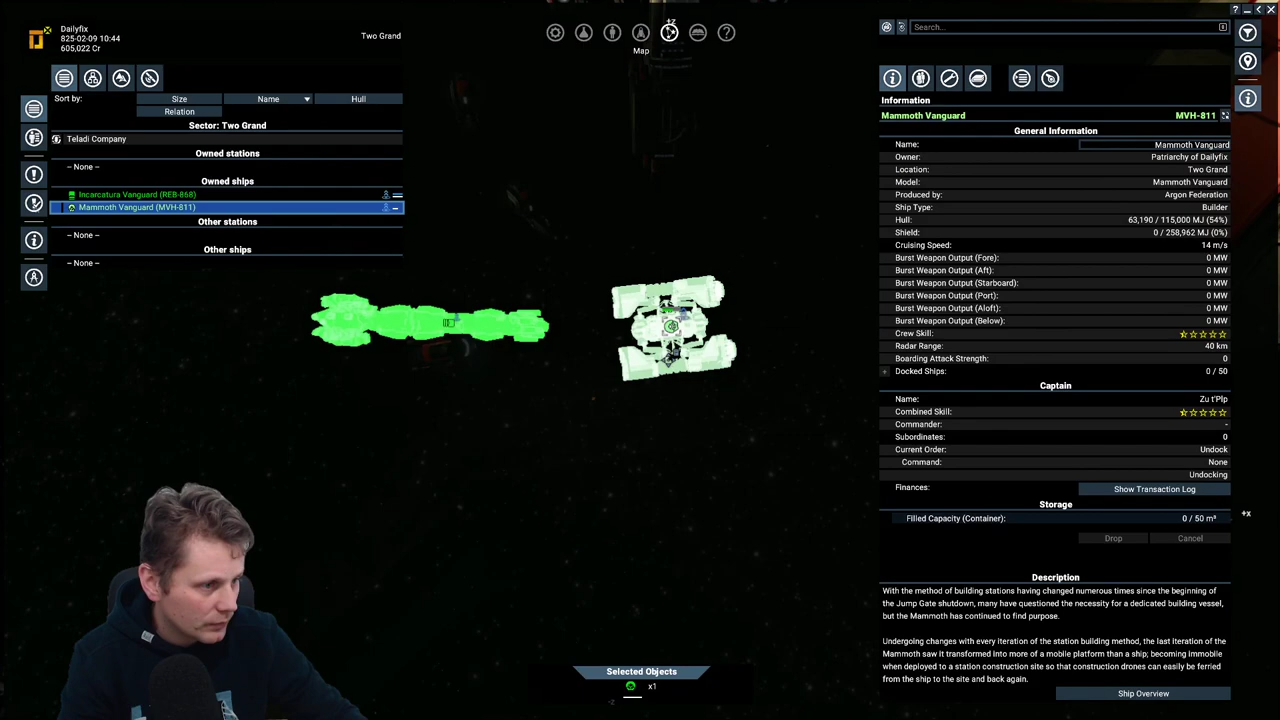 Dailyfix
825-02-09 10:44
605,022 Cr
Two Grand
+z
Map
Search...
? _ < X
Sort by: Size Name Hull
Relation
Sector: Two Grand
Teladi Company
Owned stations
– None –
Owned ships
Incarcatura Vanguard (REB-868)
Mammoth Vanguard (MVH-811)
Other stations
– None –
Other ships
– None –
Information
Mammoth Vanguard MVH-811
General Information
Name: Mammoth Vanguard
Owner: Patriarchy of Dailyfix
Location: Two Grand
Model: Mammoth Vanguard
Produced by: Argon Federation
Ship Type: Builder
Hull: 63,190 / 115,000 MJ (54%)
Shield: 0 / 258,962 MJ (0%)
Cruising Speed: 14 m/s
Burst Weapon Output (Fore): 0 MW
Burst Weapon Output (Aft): 0 MW
Burst Weapon Output (Starboard): 0 MW
Burst Weapon Output (Port): 0 MW
Burst Weapon Output (Aloft): 0 MW
Burst Weapon Output (Below): 0 MW
Crew Skill:
Radar Range: 40 km
Boarding Attack Strength: 0
+ Docked Ships: 0 / 50
Captain
Name: Zu t'Plp
Combined Skill:
Commander: -
Subordinates: 0
Current Order: Undock
Command: None
Undocking
Finances: Show Transaction Log
Storage
Filled Capacity (Container): 0 / 50 m³
+x
Drop Cancel
Description
With the method of building stations having changed numerous times since the beginning of
the Jump Gate shutdown, many have questioned the necessity for a dedicated building vessel,
but the Mammoth has continued to find purpose.
Undergoing changes with every iteration of the station building method, the last iteration of the
Mammoth saw it transformed into more of a mobile platform than a ship; becoming immobile
when deployed to a station construction site so that construction drones can easily be ferried
from the ship to the site and back again.
Ship Overview
Selected Objects
x1
-z